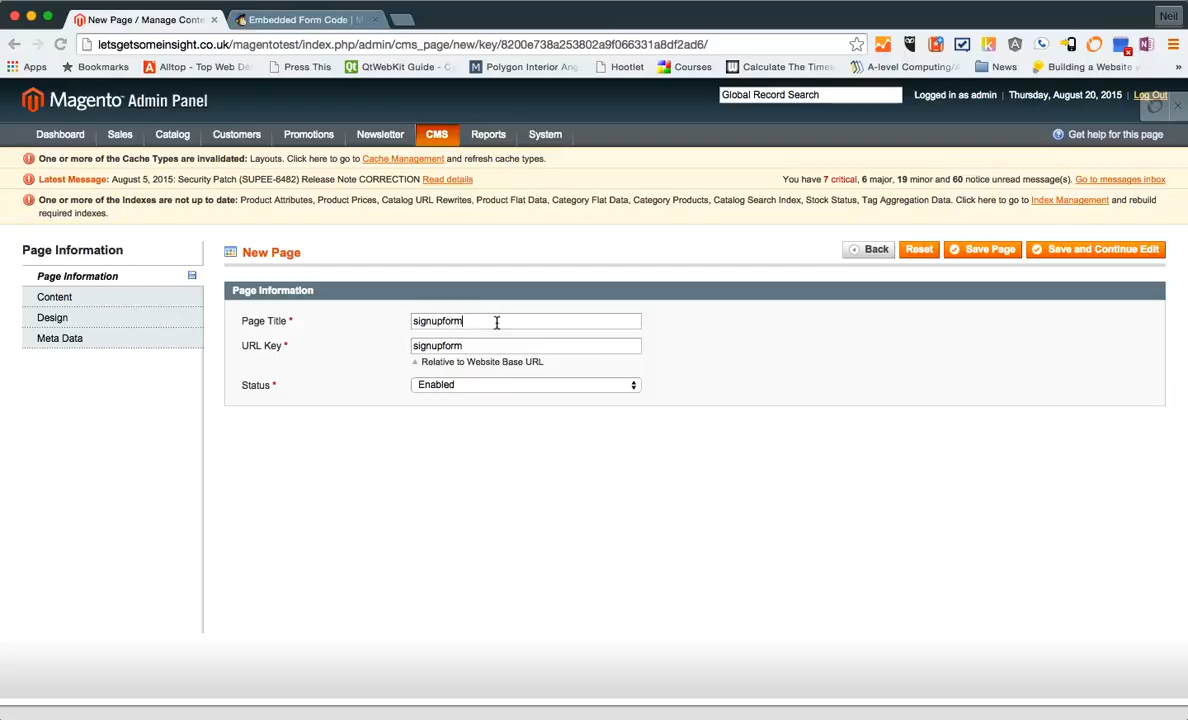 New Page / Manage Conte
Embedded Form Code | M
Neil
letsgetsomeinsight.co.uk/magentotest/index.php/admin/cms_page/new/key/8200e738a253802a9f066331a8df2ad6/
Apps Bookmarks Alltop - Top Web De Press This QtWebKit Guide - Cy Polygon Interior Ang Hootlet Courses Calculate The Times A-level Computing/A News Building a Website w »
Magento Admin Panel
Global Record Search
Logged in as admin | Thursday, August 20, 2015 | Log Out
Dashboard Sales Catalog Customers Promotions Newsletter CMS Reports System
Get help for this page
One or more of the Cache Types are invalidated: Layouts. Click here to go to Cache Management and refresh cache types.
Latest Message: August 5, 2015: Security Patch (SUPEE-6482) Release Note CORRECTION Read details
You have 7 critical, 6 major, 19 minor and 60 notice unread message(s). Go to messages inbox
One or more of the Indexes are not up to date: Product Attributes, Product Prices, Catalog URL Rewrites, Product Flat Data, Category Flat Data, Category Products, Catalog Search Index, Stock Status, Tag Aggregation Data. Click here to go to Index Management and rebuild
required indexes.
Page Information
Page Information
Content
Design
Meta Data
New Page
Back Reset Save Page Save and Continue Edit
Page Information
Page Title * signupform
URL Key * signupform
Relative to Website Base URL
Status * Enabled